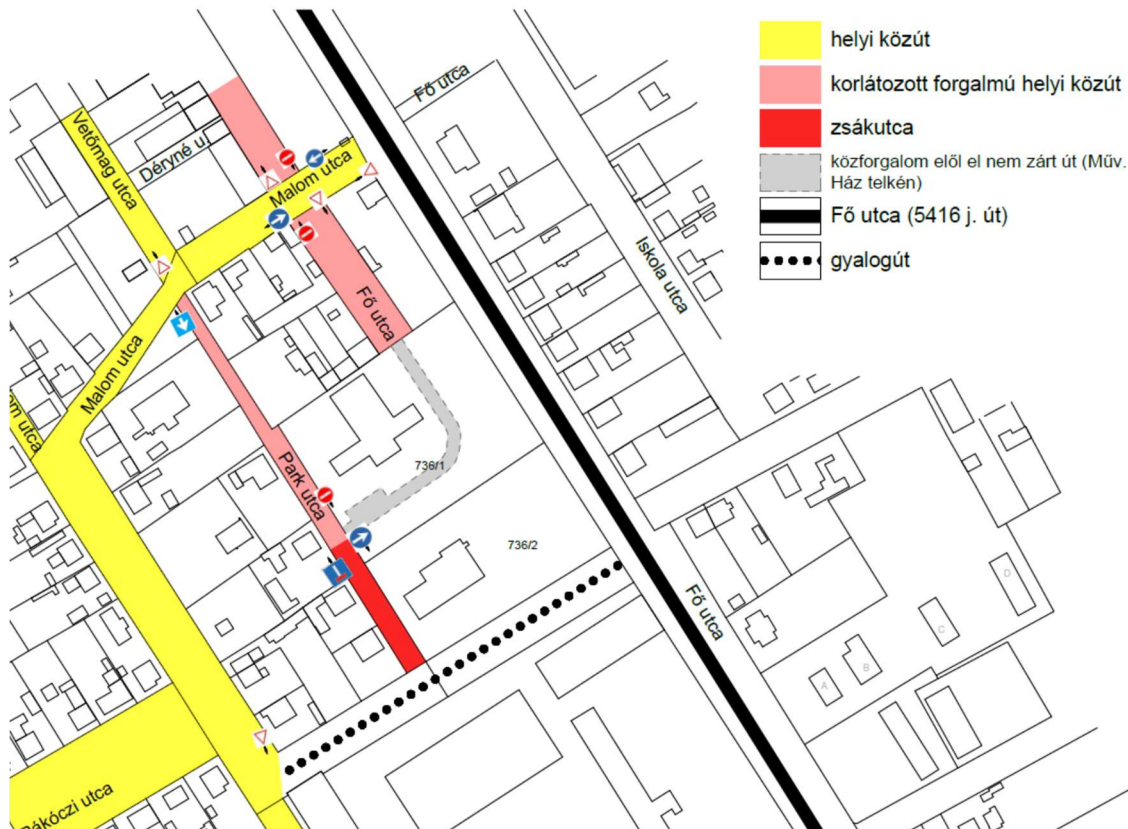 helyi közút
korlátozott forgalmú helyi közút
zsákutca
közforgalom elől el nem zárt út (Műv.
Ház telkén)
Fő utca (5416 j. út)
gyalogút
Fő utca
Vetőmag utca
Déryné u.
Malom utca
Iskola utca
Fő utca
Malom utca
om utca
Park utca
736/1
736/2
Fő utca
D
C
B
A
Rákóczi utca